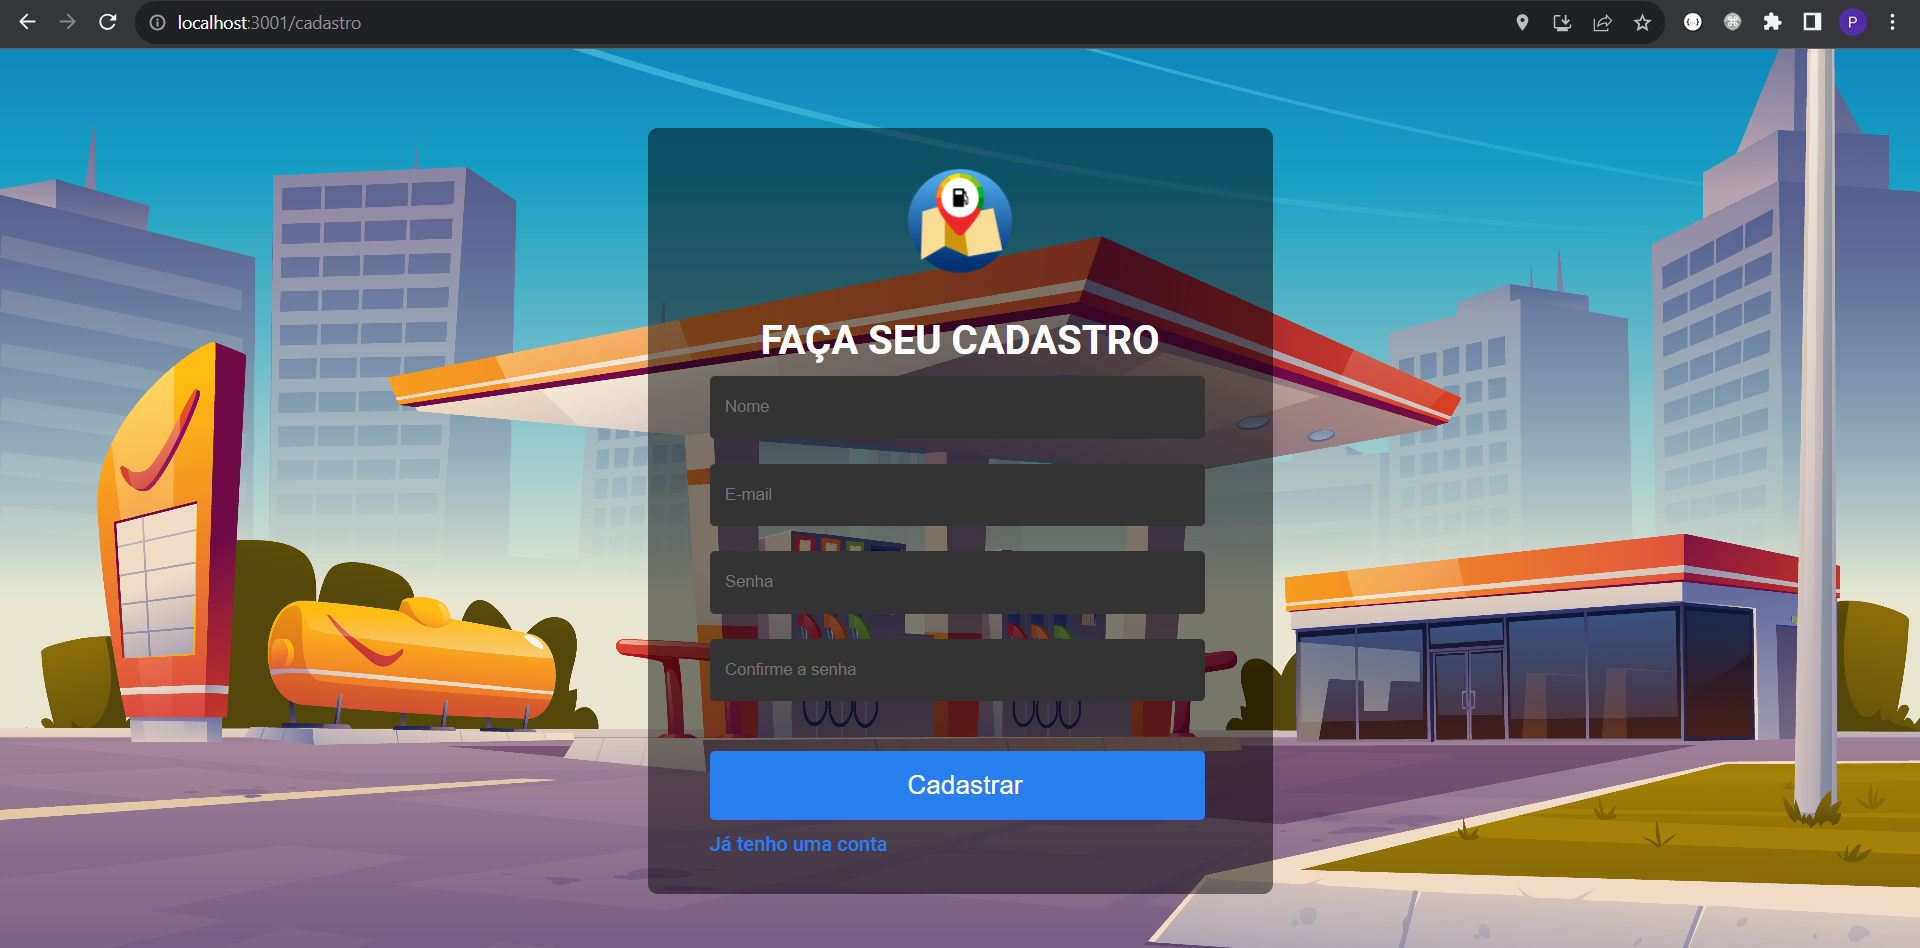 localhost:3001/cadastro
P
FAÇA SEU CADASTRO
Nome
E-mail
Senha
Confirme a senha
Cadastrar
Já tenho uma conta